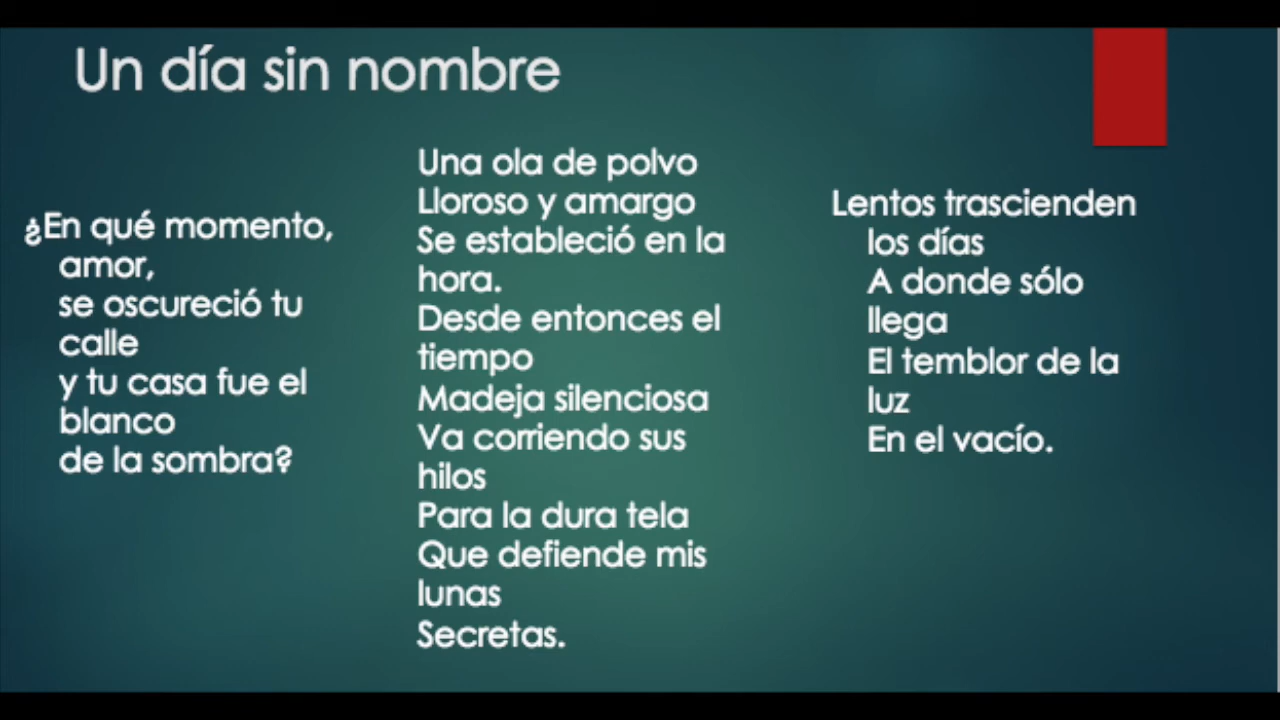 Un día sin nombre
¿En qué momento,
amor,
se oscureció tu
calle
y tu casa fue el
blanco
de la sombra?
Una ola de polvo
Lloroso y amargo
Se estableció en la
hora.
Desde entonces el
tiempo
Madeja silenciosa
Va corriendo sus
hilos
Para la dura tela
Que defiende mis
lunas
Secretas.
Lentos trascienden
los días
A donde sólo
llega
El temblor de la
luz
En el vacío.